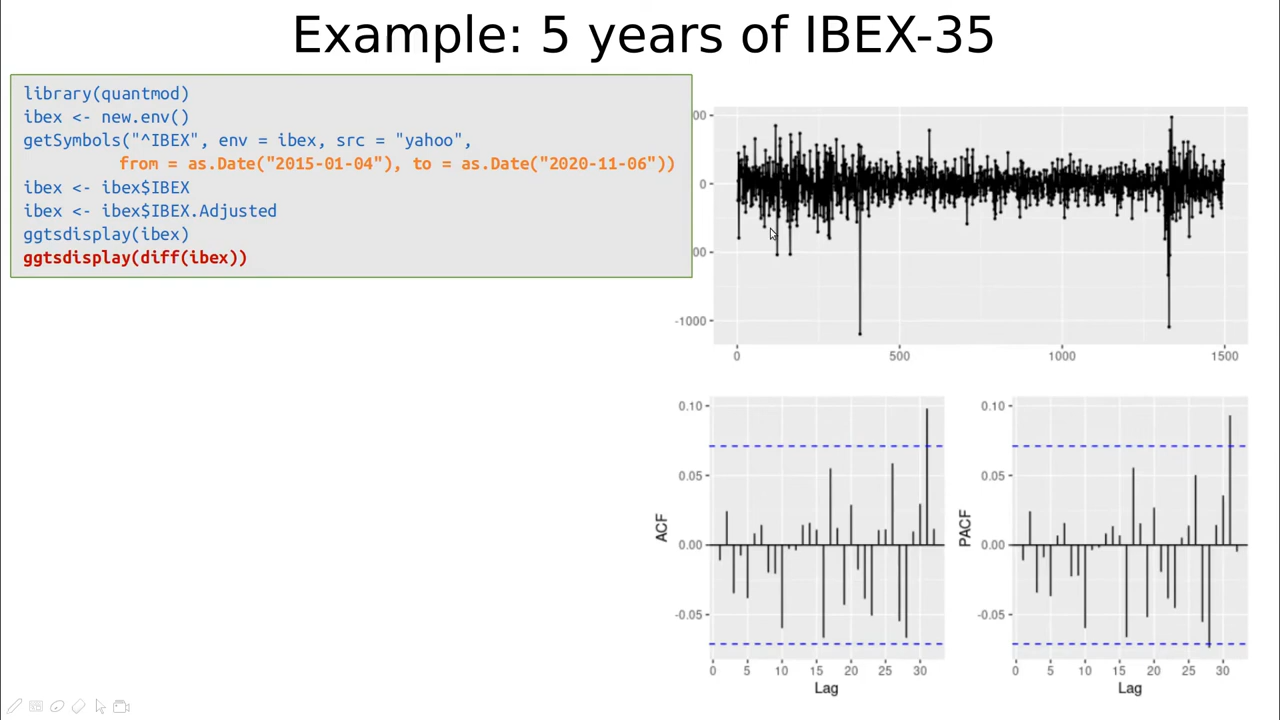 Example: 5 years of IBEX-35
library(quantmod)
ibex <- new.env()
getSymbols("^IBEX", env = ibex, src = "yahoo",
from = as.Date("2015-01-04"), to = as.Date("2020-11-06"))
ibex <- ibex$IBEX
ibex <- ibex$IBEX.Adjusted
ggtsdisplay(ibex)
ggtsdisplay(diff(ibex))
00
0
00
-1000
0 500 1000 1500
0.10
0.05
0.00
-0.05
ACF
0 5 10 15 20 25 30
Lag
0.10
0.05
0.00
-0.05
PACF
0 5 10 15 20 25 30
Lag